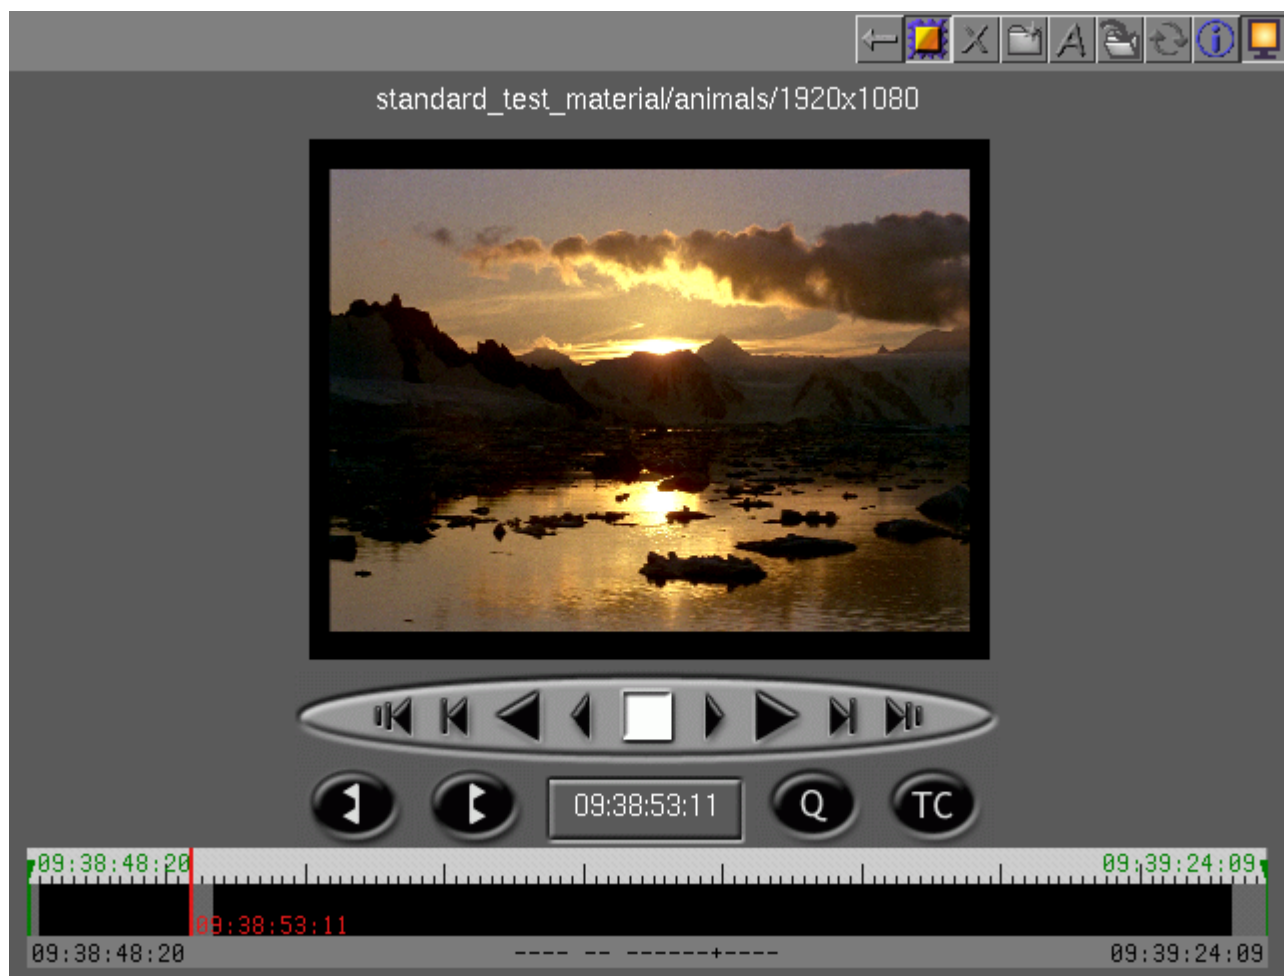 X A i
standard_test_material/animals/1920x1080
09:38:53:11 Q TC
09:38:48:20 09:39:24:09
09:38:53:11
09:38:48:20 ---- -- ------+---- 09:39:24:09